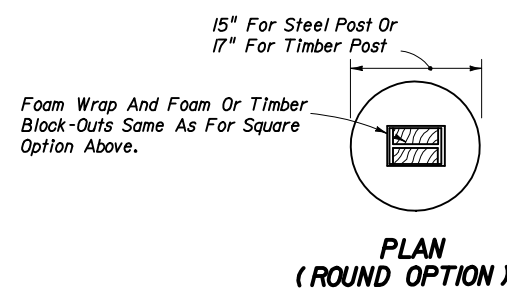 15" For Steel Post Or
17" For Timber Post
Foam Wrap And Foam Or Timber
Block-Outs Same As For Square
Option Above.
PLAN
( ROUND OPTION )